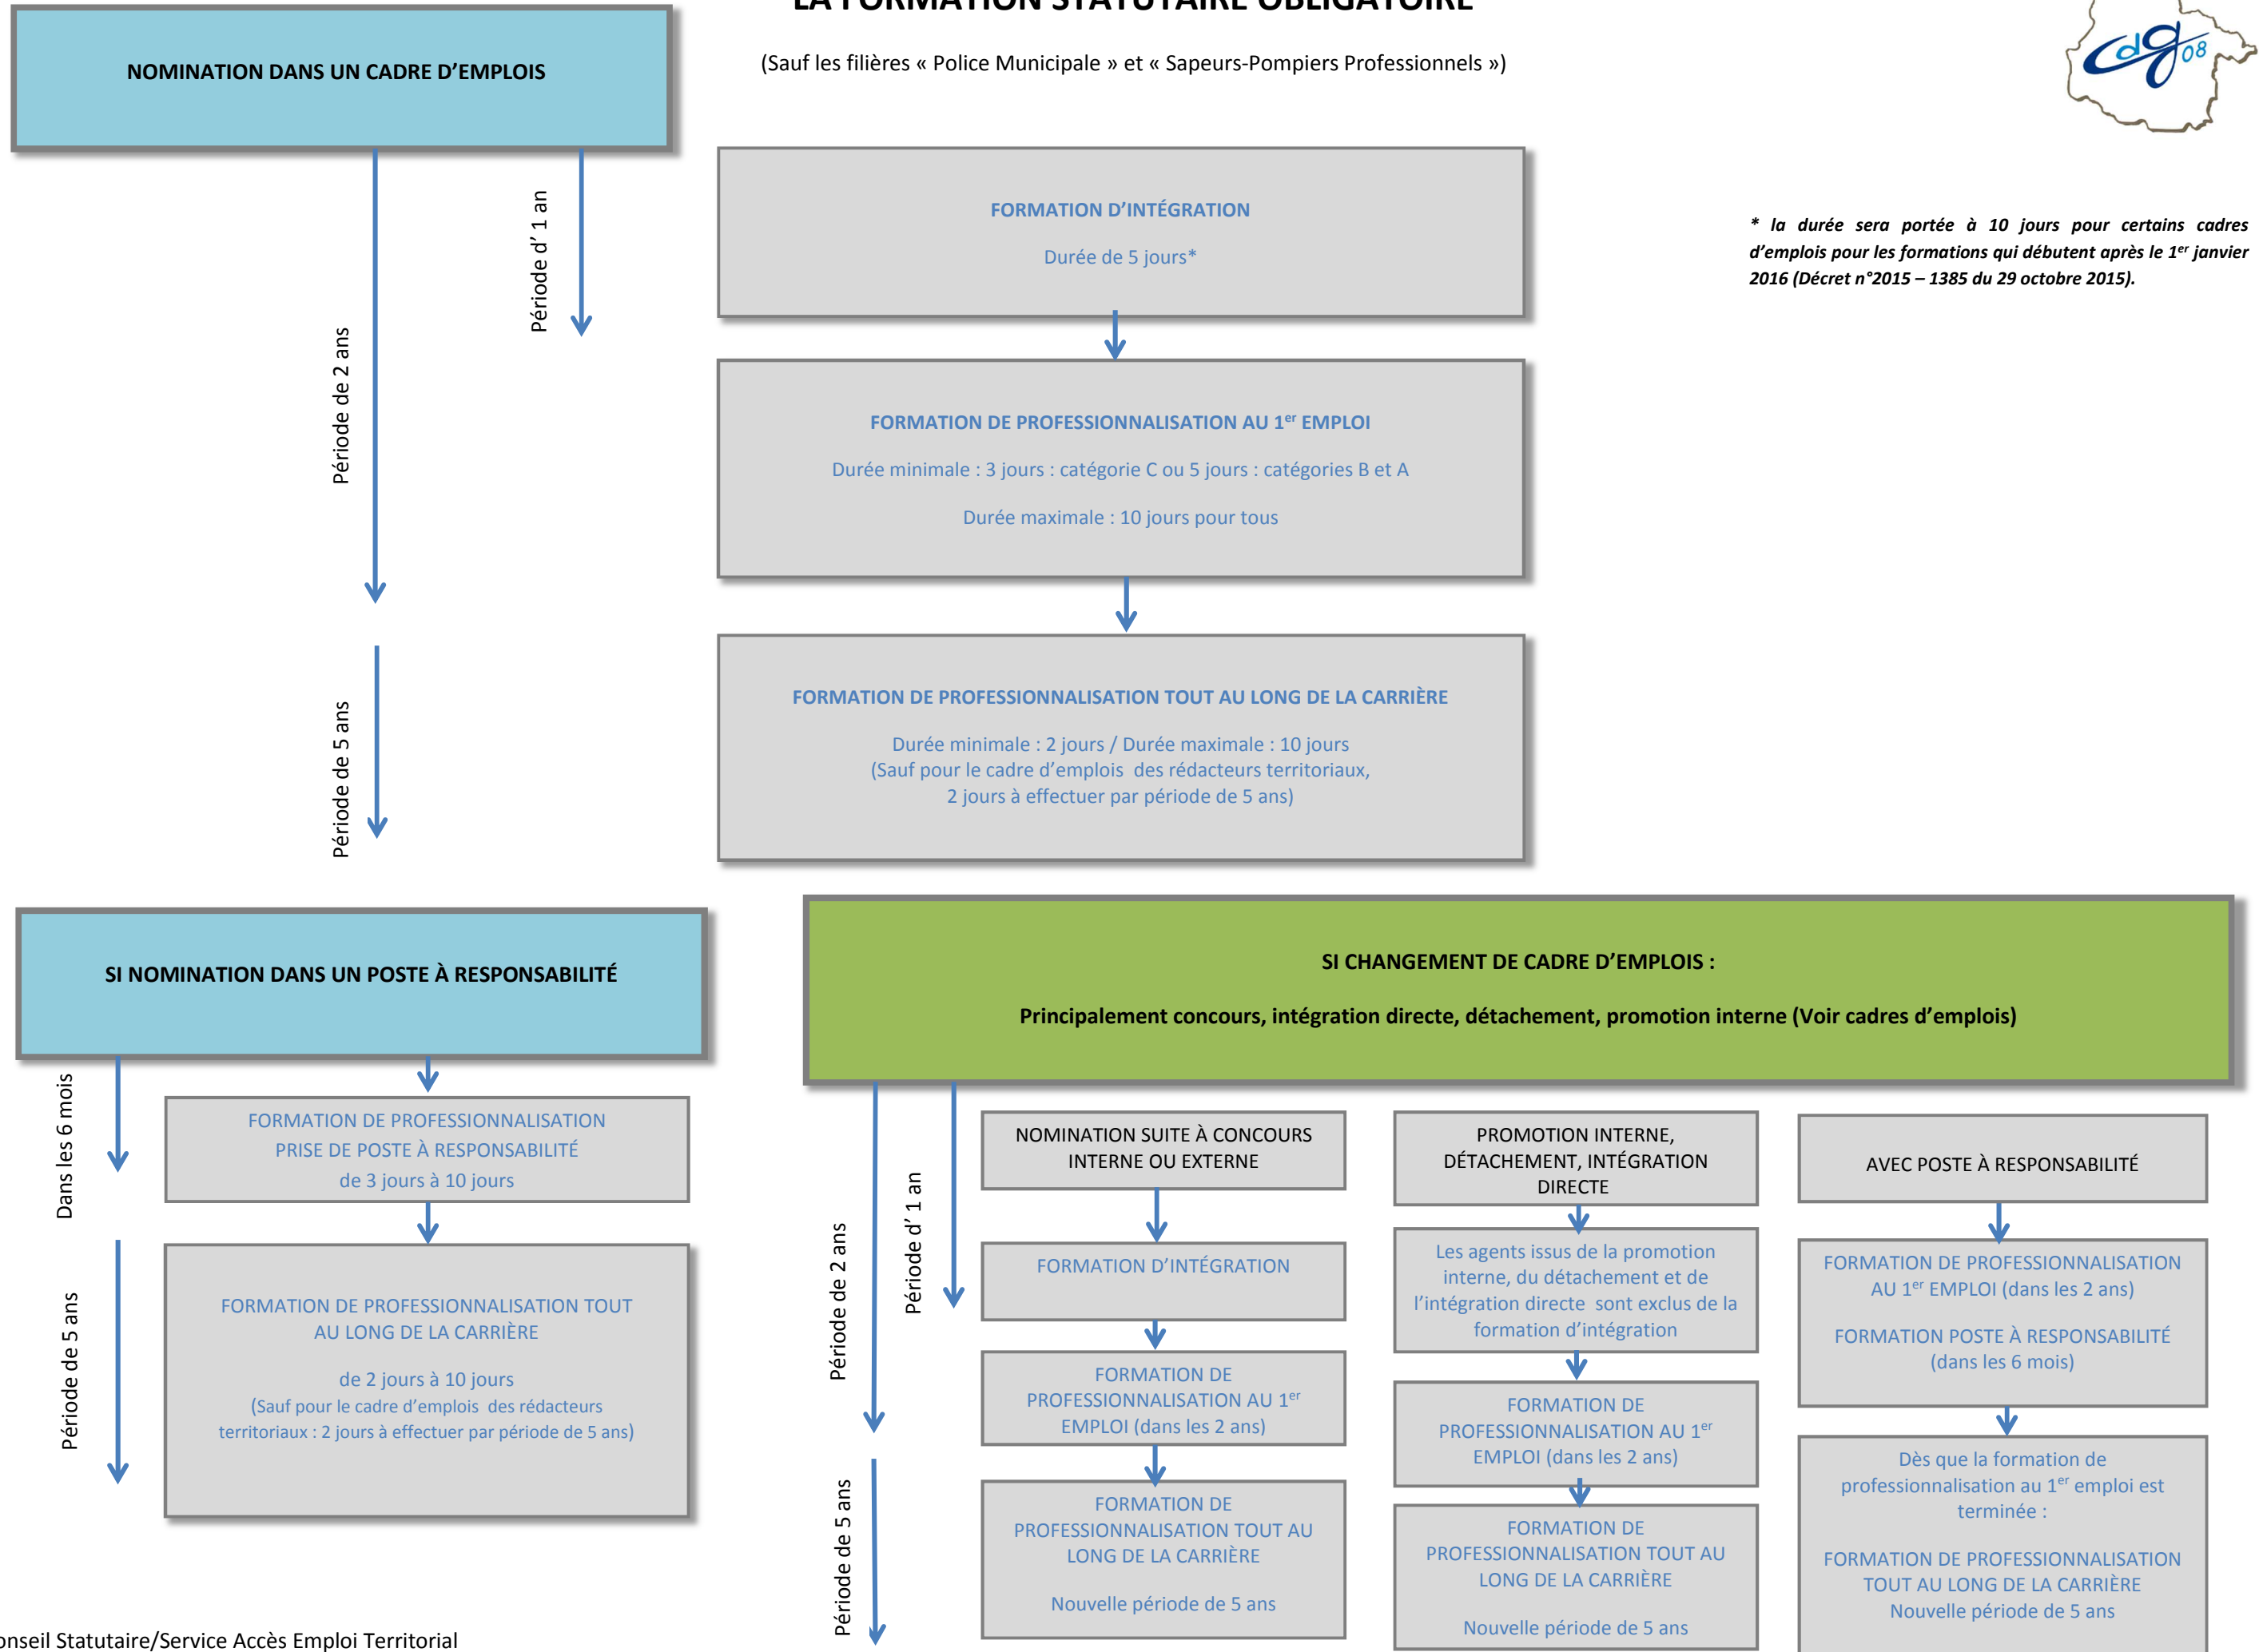 LA FORMATION STATUTAIRE OBLIGATOIRE
(Sauf les filières « Police Municipale » et « Sapeurs-Pompiers Professionnels »)
cdg08
NOMINATION DANS UN CADRE D'EMPLOIS
Période d' 1 an
Période de 2 ans
Période de 5 ans
FORMATION D'INTÉGRATION
Durée de 5 jours*
* la durée sera portée à 10 jours pour certains cadres
d'emplois pour les formations qui débutent après le 1er janvier
2016 (Décret n°2015 – 1385 du 29 octobre 2015).
FORMATION DE PROFESSIONNALISATION AU 1er EMPLOI
Durée minimale : 3 jours : catégorie C ou 5 jours : catégories B et A
Durée maximale : 10 jours pour tous
FORMATION DE PROFESSIONNALISATION TOUT AU LONG DE LA CARRIÈRE
Durée minimale : 2 jours / Durée maximale : 10 jours
(Sauf pour le cadre d'emplois des rédacteurs territoriaux,
2 jours à effectuer par période de 5 ans)
SI NOMINATION DANS UN POSTE À RESPONSABILITÉ
Dans les 6 mois
Période de 5 ans
FORMATION DE PROFESSIONNALISATION
PRISE DE POSTE À RESPONSABILITÉ
de 3 jours à 10 jours
FORMATION DE PROFESSIONNALISATION TOUT
AU LONG DE LA CARRIÈRE
de 2 jours à 10 jours
(Sauf pour le cadre d'emplois des rédacteurs
territoriaux : 2 jours à effectuer par période de 5 ans)
SI CHANGEMENT DE CADRE D'EMPLOIS :
Principalement concours, intégration directe, détachement, promotion interne (Voir cadres d'emplois)
Période d' 1 an
Période de 2 ans
Période de 5 ans
NOMINATION SUITE À CONCOURS
INTERNE OU EXTERNE
FORMATION D'INTÉGRATION
FORMATION DE
PROFESSIONNALISATION AU 1er
EMPLOI (dans les 2 ans)
FORMATION DE
PROFESSIONNALISATION TOUT AU
LONG DE LA CARRIÈRE
Nouvelle période de 5 ans
PROMOTION INTERNE,
DÉTACHEMENT, INTÉGRATION
DIRECTE
Les agents issus de la promotion
interne, du détachement et de
l'intégration directe sont exclus de la
formation d'intégration
FORMATION DE
PROFESSIONNALISATION AU 1er
EMPLOI (dans les 2 ans)
FORMATION DE
PROFESSIONNALISATION TOUT AU
LONG DE LA CARRIÈRE
Nouvelle période de 5 ans
AVEC POSTE À RESPONSABILITÉ
FORMATION DE PROFESSIONNALISATION
AU 1er EMPLOI (dans les 2 ans)
FORMATION POSTE À RESPONSABILITÉ
(dans les 6 mois)
Dès que la formation de
professionnalisation au 1er emploi est
terminée :
FORMATION DE PROFESSIONNALISATION
TOUT AU LONG DE LA CARRIÈRE
Nouvelle période de 5 ans
onseil Statutaire/Service Accès Emploi Territorial